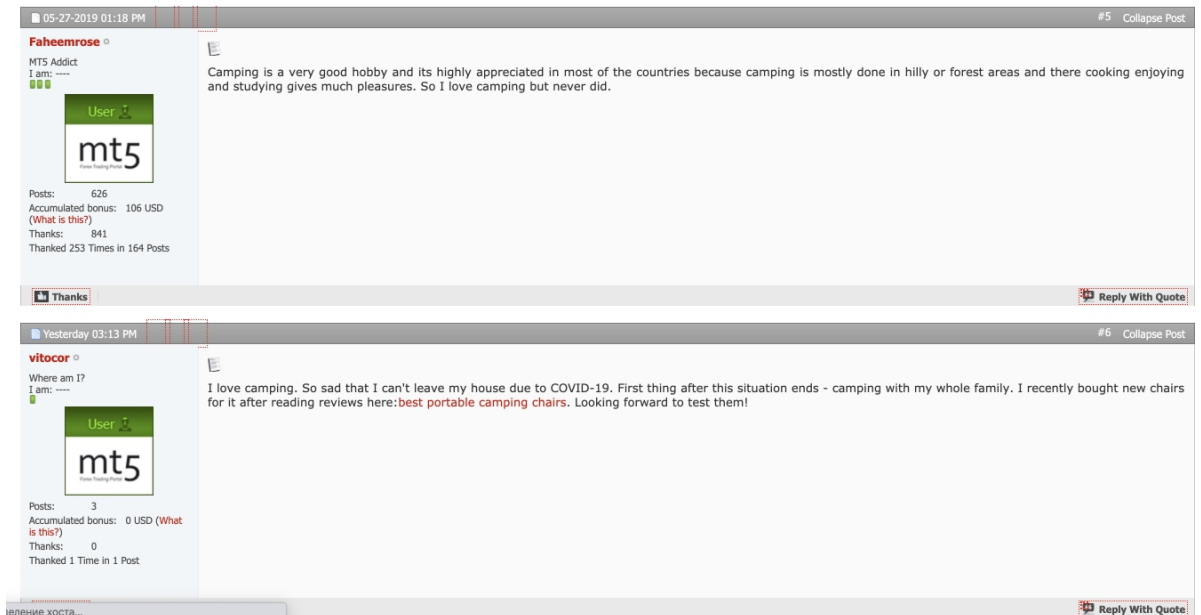 05-27-2019 01:18 PM
#5 Collapse Post
Faheemrose
MT5 Addict
I am: ----
User
mt5
Forex Trading Portal
Posts: 626
Accumulated bonus: 106 USD
(What is this?)
Thanks: 841
Thanked 253 Times in 164 Posts
Camping is a very good hobby and its highly appreciated in most of the countries because camping is mostly done in hilly or forest areas and there cooking enjoying
and studying gives much pleasures. So I love camping but never did.
Thanks
Reply With Quote
Yesterday 03:13 PM
#6 Collapse Post
vitocor
Where am I?
I am: ----
User
mt5
Forex Trading Portal
Posts: 3
Accumulated bonus: 0 USD (What
is this?)
Thanks: 0
Thanked 1 Time in 1 Post
I love camping. So sad that I can't leave my house due to COVID-19. First thing after this situation ends - camping with my whole family. I recently bought new chairs
for it after reading reviews here:best portable camping chairs. Looking forward to test them!
хоста...
Reply With Quote